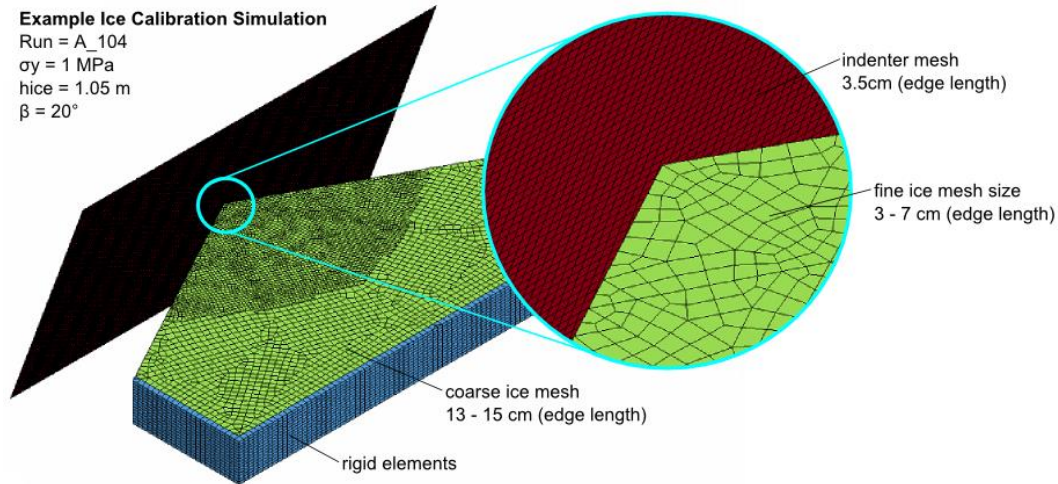 Example Ice Calibration Simulation
Run = A_104
σy = 1 MPa
hice = 1.05 m
β = 20°
indenter mesh
3.5cm (edge length)
fine ice mesh size
3 - 7 cm (edge length)
coarse ice mesh
13 - 15 cm (edge length)
rigid elements